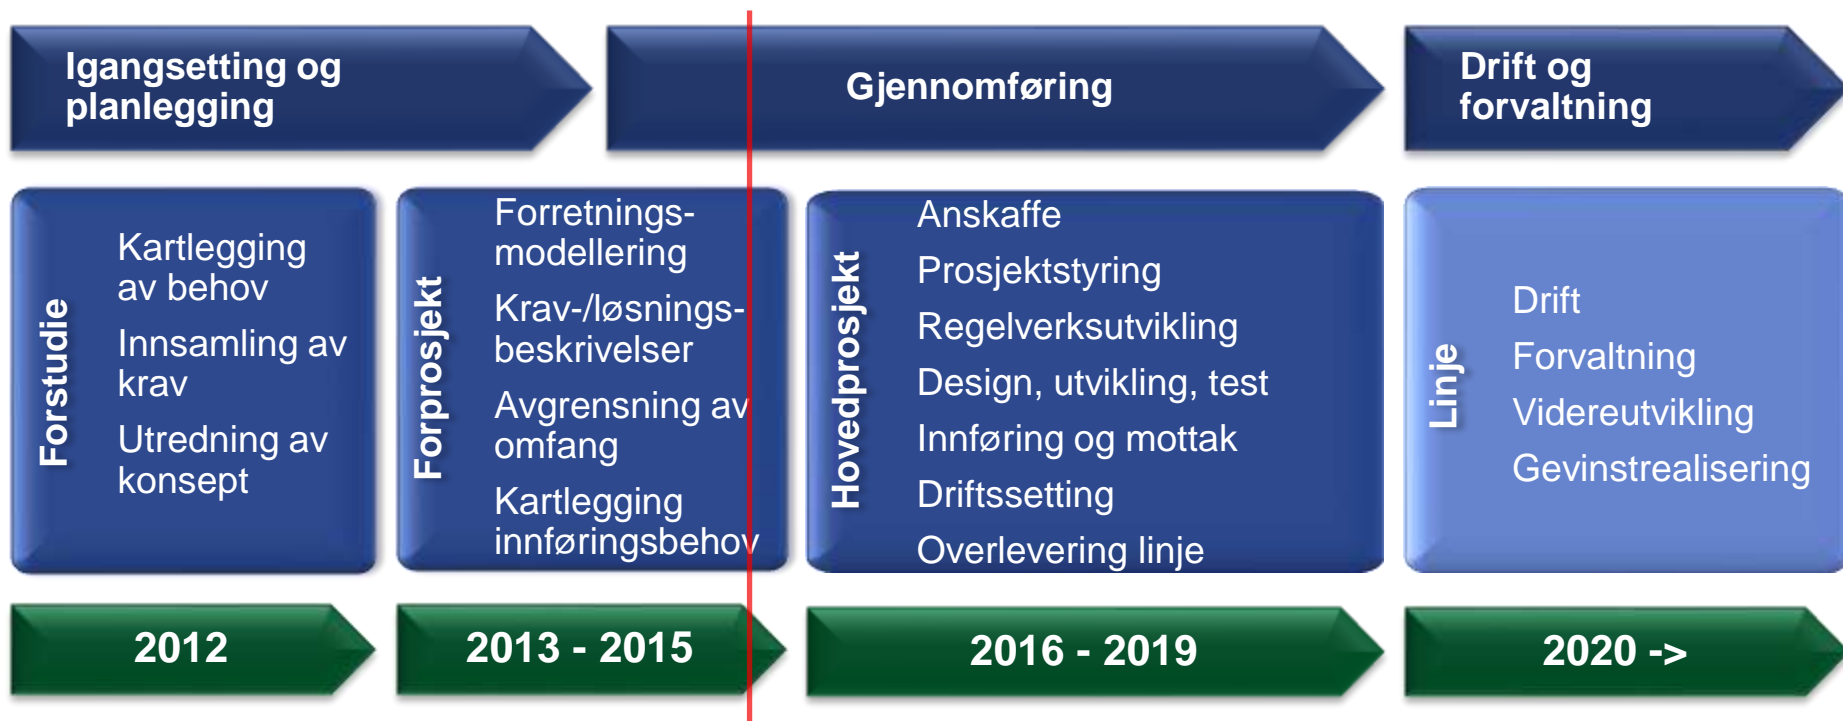 Igangsetting og
planlegging
Gjennomføring
Drift og
forvaltning
Forstudie
Kartlegging
av behov
Innsamling av
krav
Utredning av
konsept
Forprosjekt
Forretnings-
modellering
Krav-/løsnings-
beskrivelser
Avgrensning av
omfang
Kartlegging
innføringsbehov
Hovedprosjekt
Anskaffe
Prosjektstyring
Regelverksutvikling
Design, utvikling, test
Innføring og mottak
Driftssetting
Overlevering linje
Linje
Drift
Forvaltning
Videreutvikling
Gevinstrealisering
2012
2013 - 2015
2016 - 2019
2020 ->